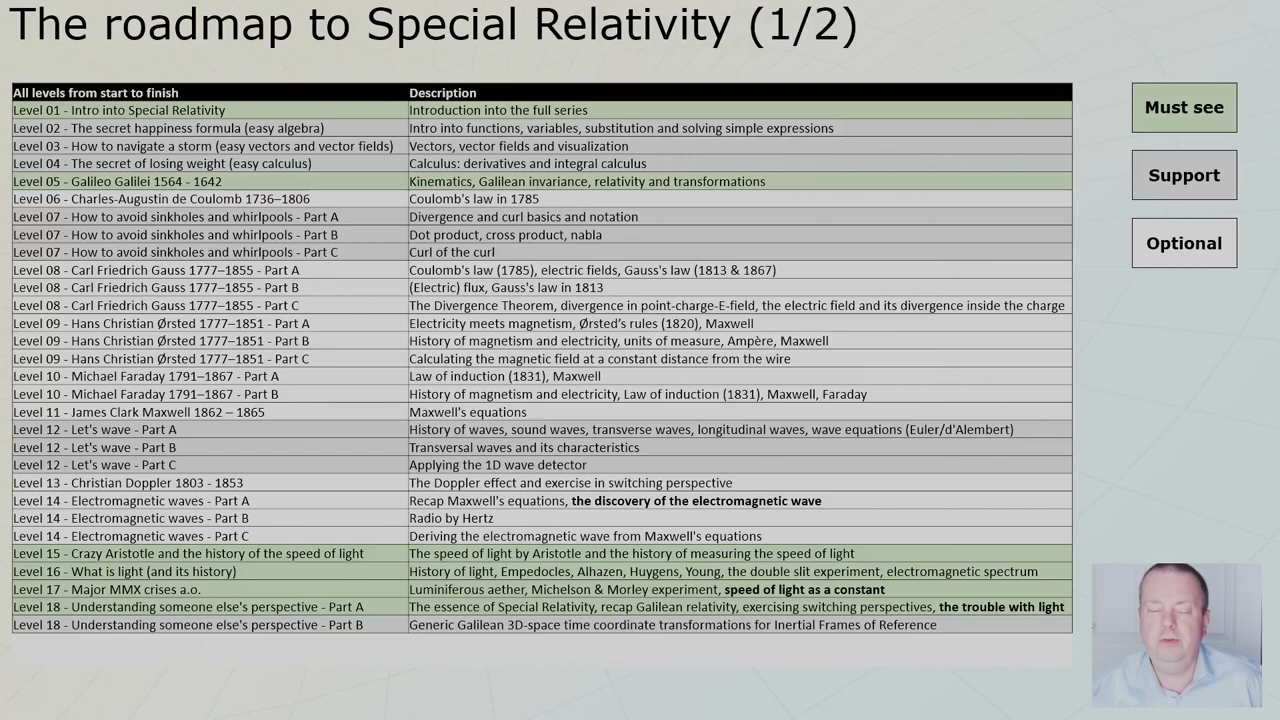 The roadmap to Special Relativity (1/2)
All levels from start to finish Description
Level 01 - Intro into Special Relativity Introduction into the full series
Level 02 - The secret happiness formula (easy algebra) Intro into functions, variables, substitution and solving simple expressions
Level 03 - How to navigate a storm (easy vectors and vector fields) Vectors, vector fields and visualization
Level 04 - The secret of losing weight (easy calculus) Calculus: derivatives and integral calculus
Level 05 - Galileo Galilei 1564 - 1642 Kinematics, Galilean invariance, relativity and transformations
Level 06 - Charles-Augustin de Coulomb 1736–1806 Coulomb's law in 1785
Level 07 - How to avoid sinkholes and whirlpools - Part A Divergence and curl basics and notation
Level 07 - How to avoid sinkholes and whirlpools - Part B Dot product, cross product, nabla
Level 07 - How to avoid sinkholes and whirlpools - Part C Curl of the curl
Level 08 - Carl Friedrich Gauss 1777–1855 - Part A Coulomb's law (1785), electric fields, Gauss's law (1813 & 1867)
Level 08 - Carl Friedrich Gauss 1777–1855 - Part B (Electric) flux, Gauss's law in 1813
Level 08 - Carl Friedrich Gauss 1777–1855 - Part C The Divergence Theorem, divergence in point-charge-E-field, the electric field and its divergence inside the charge
Level 09 - Hans Christian Ørsted 1777–1851 - Part A Electricity meets magnetism, Ørsted’s rules (1820), Maxwell
Level 09 - Hans Christian Ørsted 1777–1851 - Part B History of magnetism and electricity, units of measure, Ampère, Maxwell
Level 09 - Hans Christian Ørsted 1777–1851 - Part C Calculating the magnetic field at a constant distance from the wire
Level 10 - Michael Faraday 1791–1867 - Part A Law of induction (1831), Maxwell
Level 10 - Michael Faraday 1791–1867 - Part B History of magnetism and electricity, Law of induction (1831), Maxwell, Faraday
Level 11 - James Clark Maxwell 1862 – 1865 Maxwell's equations
Level 12 - Let's wave - Part A History of waves, sound waves, transverse waves, longitudinal waves, wave equations (Euler/d'Alembert)
Level 12 - Let's wave - Part B Transversal waves and its characteristics
Level 12 - Let's wave - Part C Applying the 1D wave detector
Level 13 - Christian Doppler 1803 - 1853 The Doppler effect and exercise in switching perspective
Level 14 - Electromagnetic waves - Part A Recap Maxwell's equations, the discovery of the electromagnetic wave
Level 14 - Electromagnetic waves - Part B Radio by Hertz
Level 14 - Electromagnetic waves - Part C Deriving the electromagnetic wave from Maxwell's equations
Level 15 - Crazy Aristotle and the history of the speed of light The speed of light by Aristotle and the history of measuring the speed of light
Level 16 - What is light (and its history) History of light, Empedocles, Alhazen, Huygens, Young, the double slit experiment, electromagnetic spectrum
Level 17 - Major MMX crises a.o. Luminiferous aether, Michelson & Morley experiment, speed of light as a constant
Level 18 - Understanding someone else's perspective - Part A The essence of Special Relativity, recap Galilean relativity, exercising switching perspectives, the trouble with light
Level 18 - Understanding someone else's perspective - Part B Generic Galilean 3D-space time coordinate transformations for Inertial Frames of Reference
Must see
Support
Optional